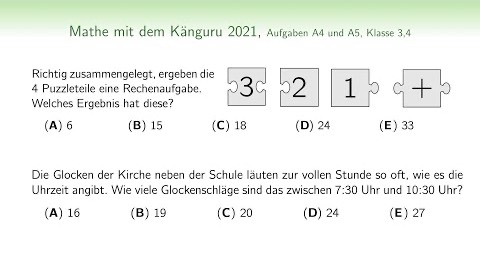 Mathe mit dem Känguru 2021, Aufgaben A4 und A5, Klasse 3,4
Richtig zusammengelegt, ergeben die
4 Puzzleteile eine Rechenaufgabe.
Welches Ergebnis hat diese?
3 2 1 +
(A) 6 (B) 15 (C) 18 (D) 24 (E) 33
Die Glocken der Kirche neben der Schule läuten zur vollen Stunde so oft, wie es die
Uhrzeit angibt. Wie viele Glockenschläge sind das zwischen 7:30 Uhr und 10:30 Uhr?
(A) 16 (B) 19 (C) 20 (D) 24 (E) 27